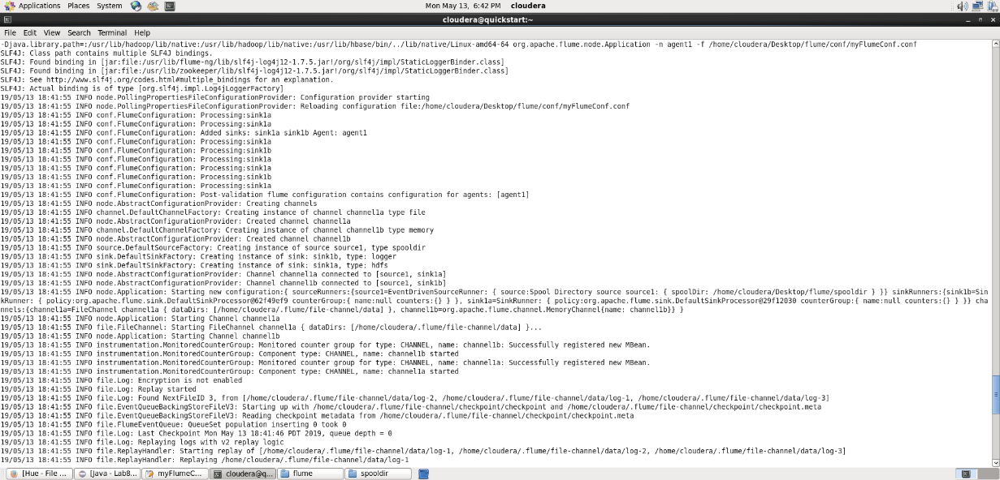 Applications Places System Mon May 13, 6:42 PM cloudera
cloudera@quickstart:~
File Edit View Search Terminal Help
-Djava.library.path=:/usr/lib/hadoop/lib/native:/usr/lib/hadoop/lib/native:/usr/lib/hbase/bin/../lib/native/Linux-amd64-64 org.apache.flume.node.Application -n agent1 -f /home/cloudera/Desktop/flume/conf/myFlumeConf.conf
SLF4J: Class path contains multiple SLF4J bindings.
SLF4J: Found binding in [jar:file:/usr/lib/flume-ng/lib/slf4j-log4j12-1.7.5.jar!/org/slf4j/impl/StaticLoggerBinder.class]
SLF4J: Found binding in [jar:file:/usr/lib/zookeeper/lib/slf4j-log4j12-1.7.5.jar!/org/slf4j/impl/StaticLoggerBinder.class]
SLF4J: See http://www.slf4j.org/codes.html#multiple_bindings for an explanation.
SLF4J: Actual binding is of type [org.slf4j.impl.Log4jLoggerFactory]
19/05/13 18:41:55 INFO node.PollingPropertiesFileConfigurationProvider: Configuration provider starting
19/05/13 18:41:55 INFO node.PollingPropertiesFileConfigurationProvider: Reloading configuration file:/home/cloudera/Desktop/flume/conf/myFlumeConf.conf
19/05/13 18:41:55 INFO conf.FlumeConfiguration: Processing:sink1a
19/05/13 18:41:55 INFO conf.FlumeConfiguration: Processing:sink1a
19/05/13 18:41:55 INFO conf.FlumeConfiguration: Added sinks: sink1a sink1b Agent: agent1
19/05/13 18:41:55 INFO conf.FlumeConfiguration: Processing:sink1a
19/05/13 18:41:55 INFO conf.FlumeConfiguration: Processing:sink1b
19/05/13 18:41:55 INFO conf.FlumeConfiguration: Processing:sink1a
19/05/13 18:41:55 INFO conf.FlumeConfiguration: Processing:sink1a
19/05/13 18:41:55 INFO conf.FlumeConfiguration: Processing:sink1b
19/05/13 18:41:55 INFO conf.FlumeConfiguration: Processing:sink1a
19/05/13 18:41:55 INFO conf.FlumeConfiguration: Post-validation flume configuration contains configuration for agents: [agent1]
19/05/13 18:41:55 INFO node.AbstractConfigurationProvider: Creating channels
19/05/13 18:41:55 INFO channel.DefaultChannelFactory: Creating instance of channel channel1a type file
19/05/13 18:41:55 INFO node.AbstractConfigurationProvider: Created channel channel1a
19/05/13 18:41:55 INFO channel.DefaultChannelFactory: Creating instance of channel channel1b type memory
19/05/13 18:41:55 INFO node.AbstractConfigurationProvider: Created channel channel1b
19/05/13 18:41:55 INFO source.DefaultSourceFactory: Creating instance of source source1, type spooldir
19/05/13 18:41:55 INFO sink.DefaultSinkFactory: Creating instance of sink: sink1b, type: logger
19/05/13 18:41:55 INFO sink.DefaultSinkFactory: Creating instance of sink: sink1a, type: hdfs
19/05/13 18:41:55 INFO node.AbstractConfigurationProvider: Channel channel1a connected to [source1, sink1a]
19/05/13 18:41:55 INFO node.AbstractConfigurationProvider: Channel channel1b connected to [source1, sink1b]
19/05/13 18:41:55 INFO node.Application: Starting new configuration:{ sourceRunners:{source1=EventDrivenSourceRunner: { source:Spool Directory source source1: { spoolDir: /home/cloudera/Desktop/flume/spooldir } }} sinkRunners:{sink1b=Sin
kRunner: { policy:org.apache.flume.sink.DefaultSinkProcessor@62f49ef9 counterGroup:{ name:null counters:{} } }, sink1a=SinkRunner: { policy:org.apache.flume.sink.DefaultSinkProcessor@29f12030 counterGroup:{ name:null counters:{} } }} cha
nnels:{channel1a=FileChannel channel1a { dataDirs: [/home/cloudera/.flume/file-channel/data] }, channel1b=org.apache.flume.channel.MemoryChannel{name: channel1b}} }
19/05/13 18:41:55 INFO node.Application: Starting Channel channel1a
19/05/13 18:41:55 INFO file.FileChannel: Starting FileChannel channel1a { dataDirs: [/home/cloudera/.flume/file-channel/data] }...
19/05/13 18:41:55 INFO node.Application: Starting Channel channel1b
19/05/13 18:41:55 INFO instrumentation.MonitoredCounterGroup: Monitored counter group for type: CHANNEL, name: channel1b: Successfully registered new MBean.
19/05/13 18:41:55 INFO instrumentation.MonitoredCounterGroup: Component type: CHANNEL, name: channel1b started
19/05/13 18:41:55 INFO instrumentation.MonitoredCounterGroup: Monitored counter group for type: CHANNEL, name: channel1a: Successfully registered new MBean.
19/05/13 18:41:55 INFO instrumentation.MonitoredCounterGroup: Component type: CHANNEL, name: channel1a started
19/05/13 18:41:55 INFO file.Log: Encryption is not enabled
19/05/13 18:41:55 INFO file.Log: Replay started
19/05/13 18:41:55 INFO file.Log: Found NextFileID 3, from [/home/cloudera/.flume/file-channel/data/log-2, /home/cloudera/.flume/file-channel/data/log-1, /home/cloudera/.flume/file-channel/data/log-3]
19/05/13 18:41:55 INFO file.EventQueueBackingStoreFileV3: Starting up with /home/cloudera/.flume/file-channel/checkpoint/checkpoint and /home/cloudera/.flume/file-channel/checkpoint/checkpoint.meta
19/05/13 18:41:55 INFO file.EventQueueBackingStoreFileV3: Reading checkpoint metadata from /home/cloudera/.flume/file-channel/checkpoint/checkpoint.meta
19/05/13 18:41:55 INFO file.FlumeEventQueue: QueueSet population inserting 0 took 0
19/05/13 18:41:55 INFO file.Log: Last Checkpoint Mon May 13 18:41:46 PDT 2019, queue depth = 0
19/05/13 18:41:55 INFO file.Log: Replaying logs with v2 replay logic
19/05/13 18:41:55 INFO file.ReplayHandler: Starting replay of [/home/cloudera/.flume/file-channel/data/log-1, /home/cloudera/.flume/file-channel/data/log-2, /home/cloudera/.flume/file-channel/data/log-3]
19/05/13 18:41:55 INFO file.ReplayHandler: Replaying /home/cloudera/.flume/file-channel/data/log-1
[Hue - File ... [Java - Lab8... myFlumeC... cloudera@q... flume spooldir